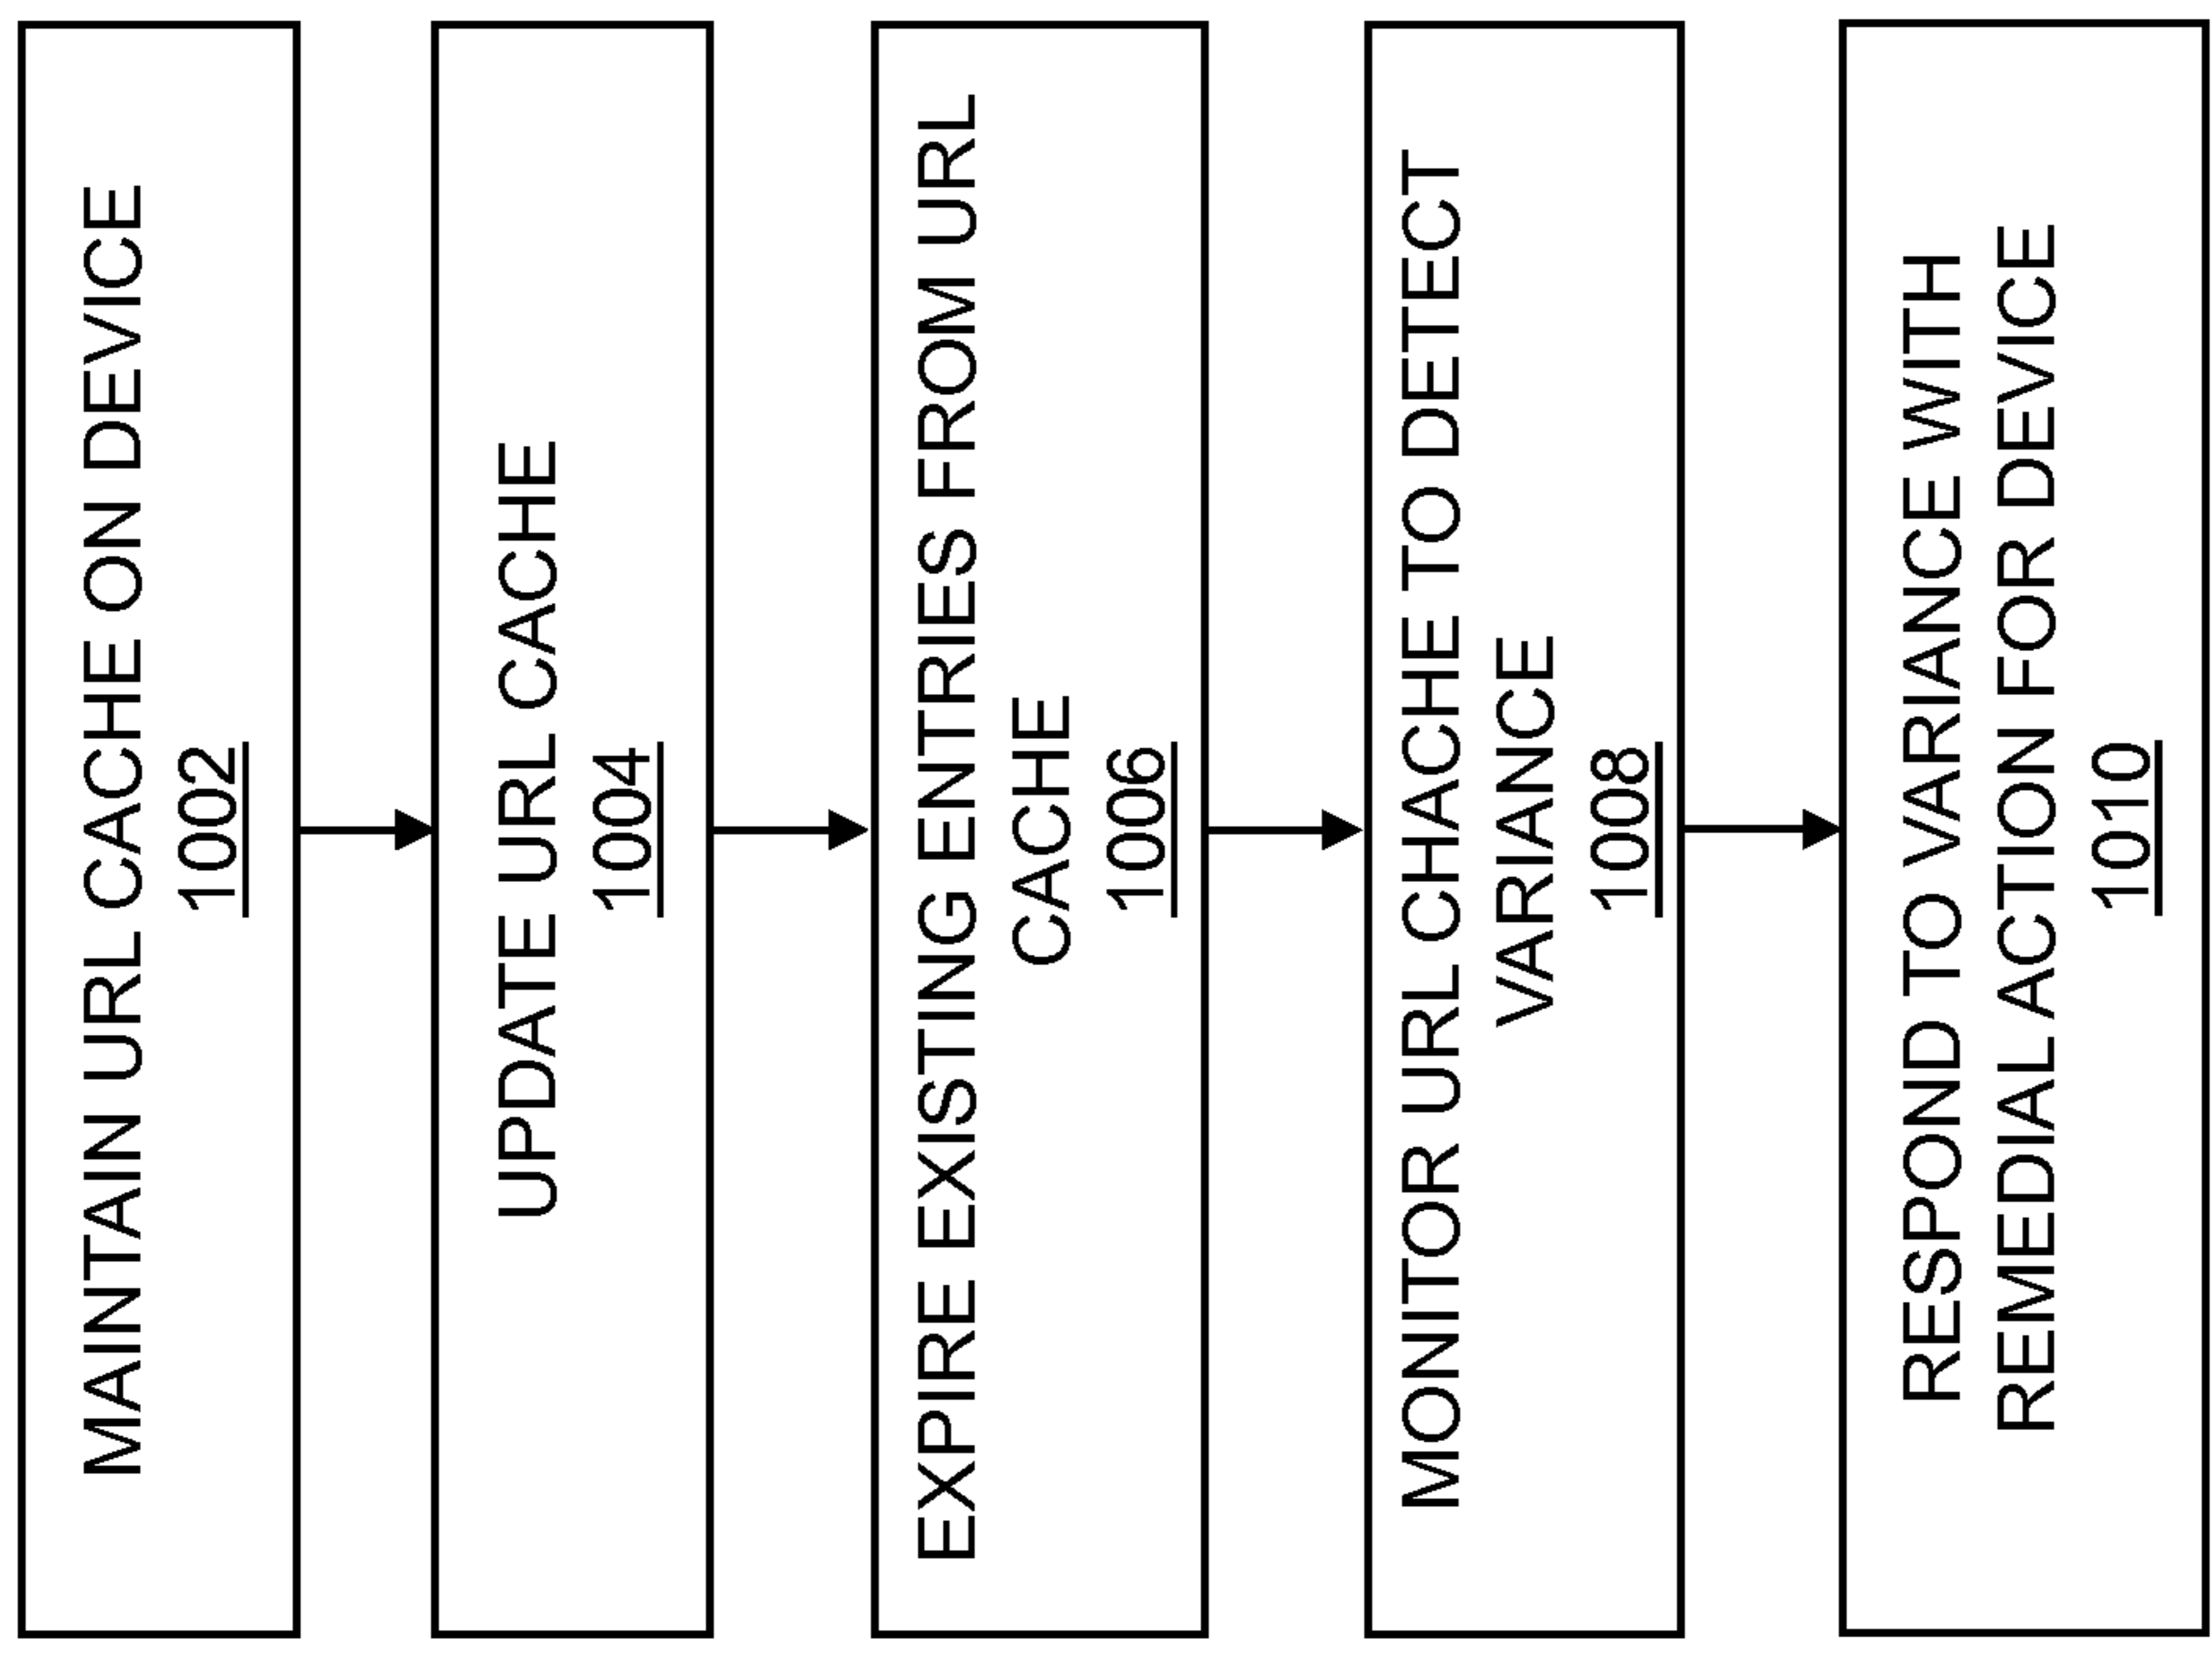 MAINTAIN URL CACHE ON DEVICE
1002
UPDATE URL CACHE
1004
EXPIRE EXISTING ENTRIES FROM URL
CACHE
1006
MONITOR URL CHACHE TO DETECT
VARIANCE
1008
RESPOND TO VARIANCE WITH
REMEDIAL ACTION FOR DEVICE
1010